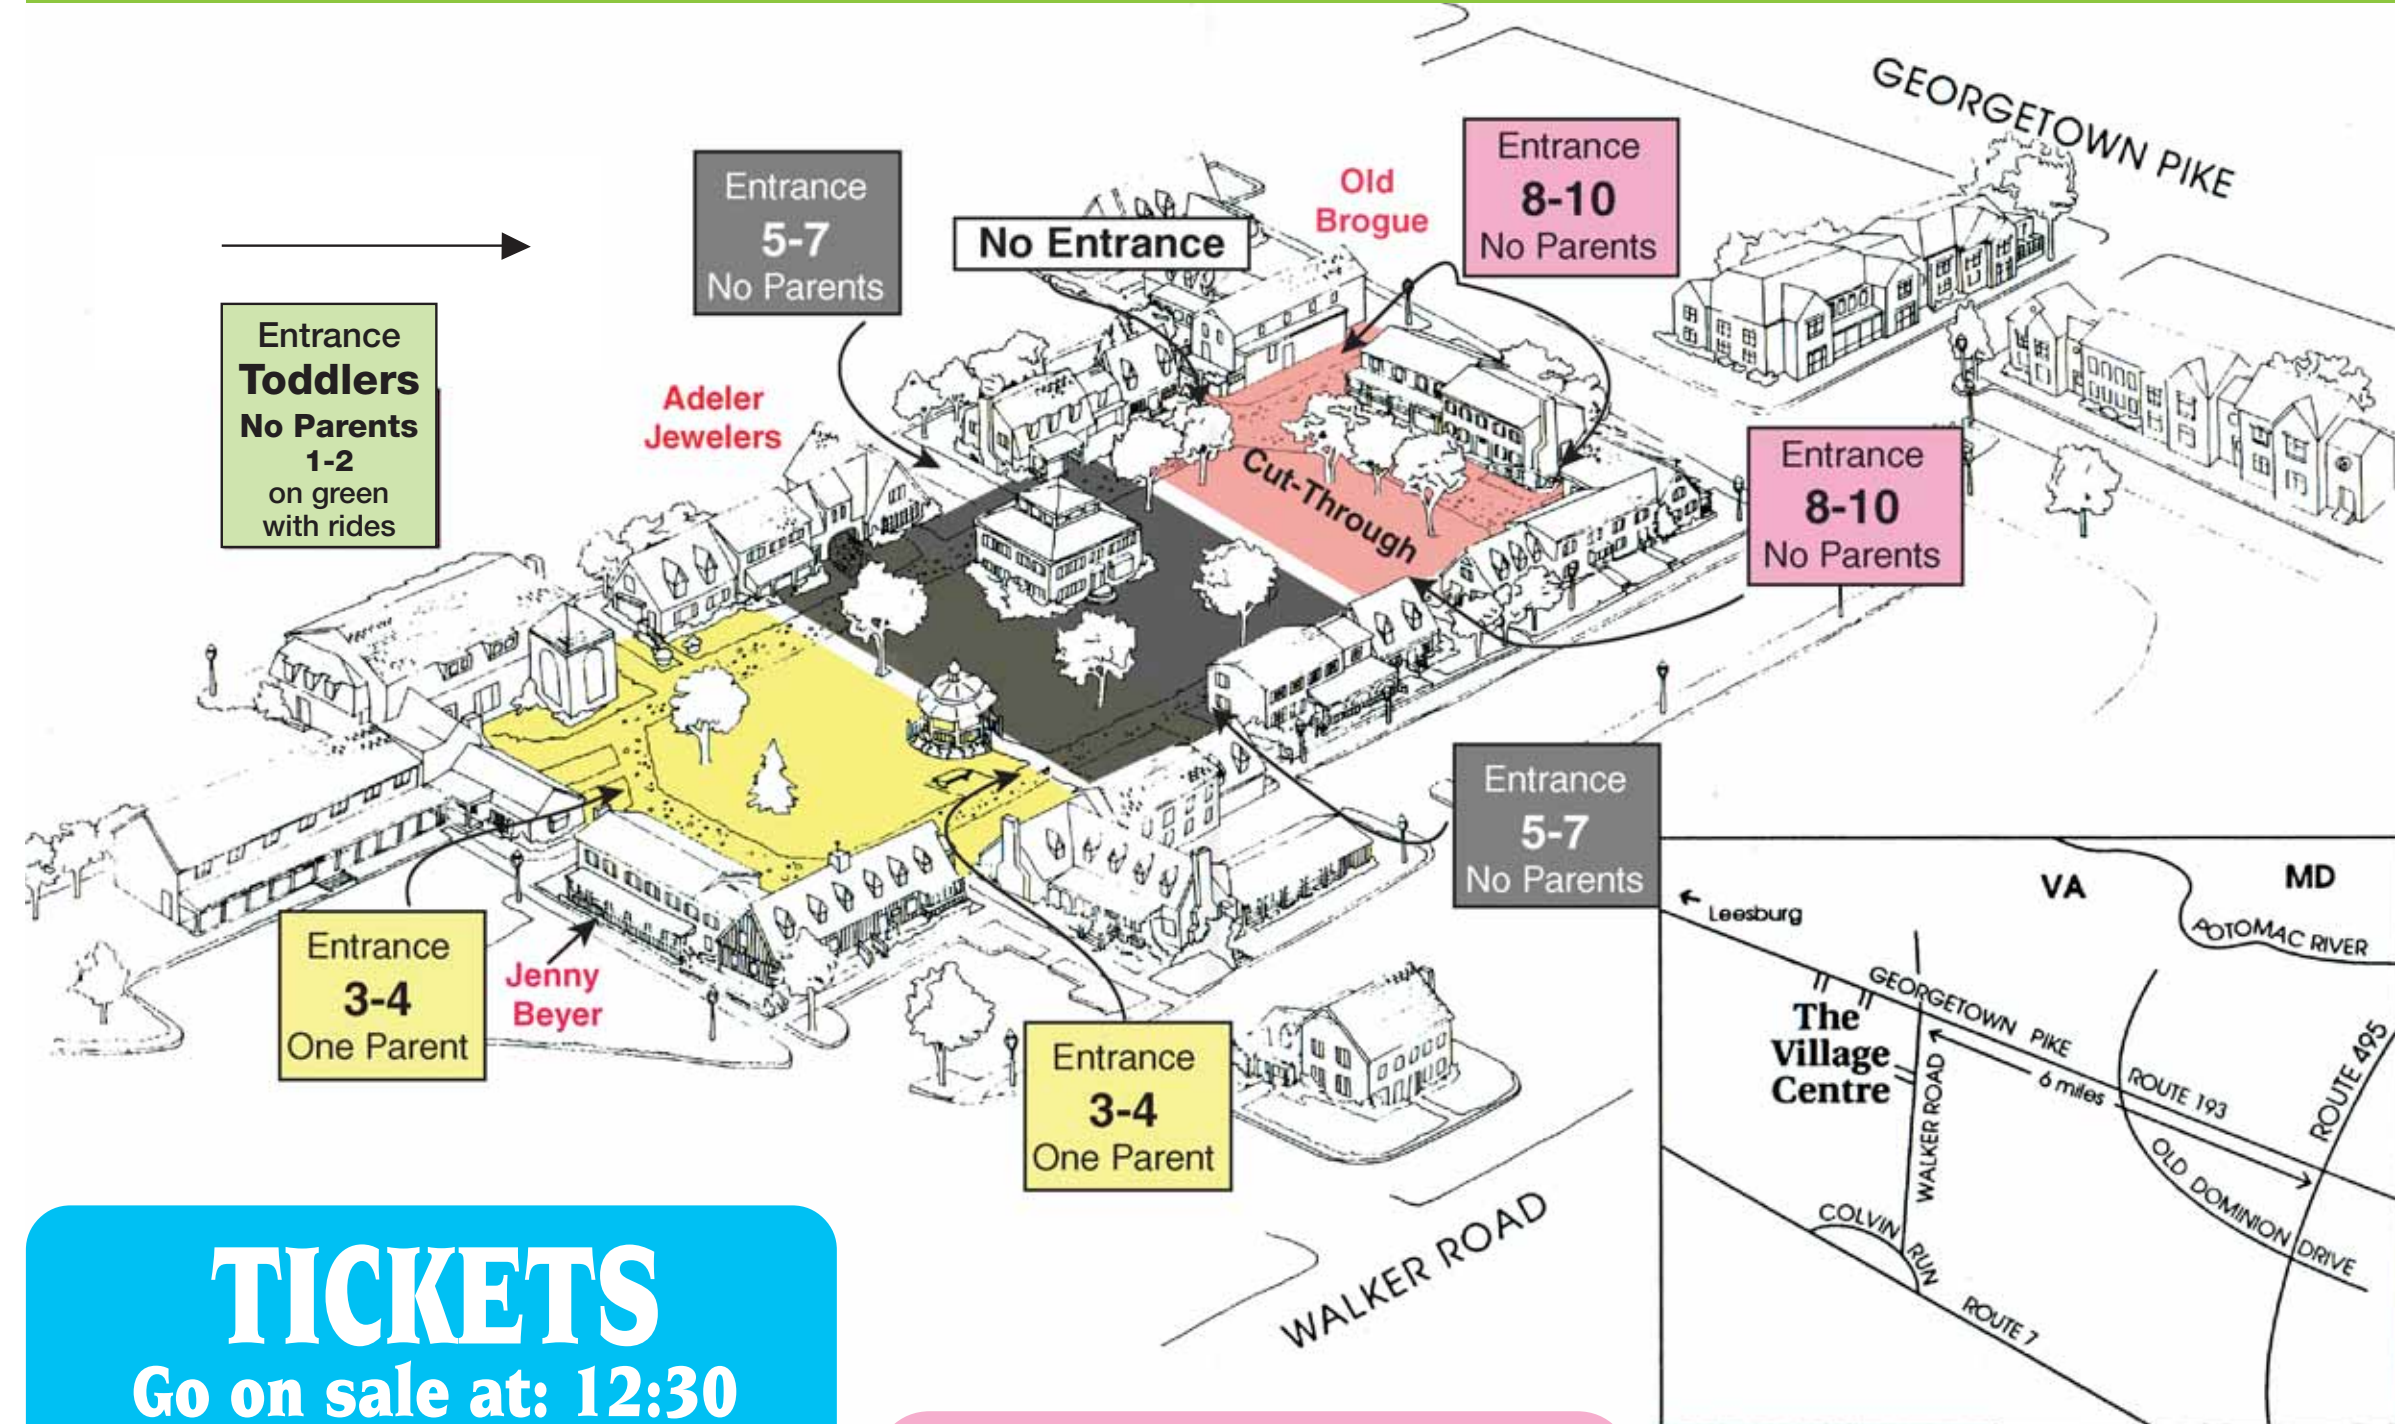 GEORGETOWN PIKE
Entrance
8-10
No Parents
Old
Brogue
Entrance
5-7
No Parents
No Entrance
Entrance
Toddlers
No Parents
1-2
on green
with rides
Adeler
Jewelers
Cut-Through
Entrance
8-10
No Parents
Entrance
5-7
No Parents
Entrance
3-4
One Parent
Jenny
Beyer
Entrance
3-4
One Parent
WALKER ROAD
VA
MD
Leesburg
POTOMAC RIVER
GEORGETOWN PIKE
The
Village
Centre
WALKER ROAD
6 miles
ROUTE 193
ROUTE 495
OLD DOMINION DRIVE
COLVIN RUN
ROUTE 7
TICKETS
Go on sale at: 12:30